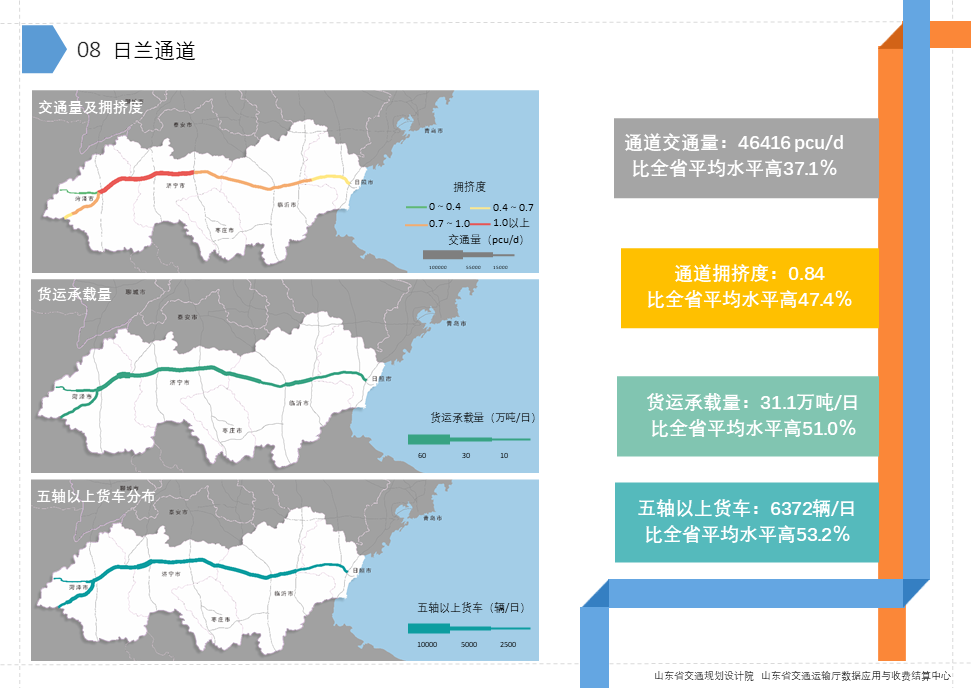 08 日兰通道
交通量及拥挤度
泰安市
青岛市
日照市
济宁市
菏泽市
临沂市
枣庄市
拥挤度
0～0.4 0.4～0.7
0.7～1.0 1.0以上
交通量（pcu/d）
100000 55000 15000
货运承载量
聊城市
泰安市
青岛市
日照市
济宁市
菏泽市
临沂市
枣庄市
货运承载量（万吨/日）
60 30 10
五轴以上货车分布
泰安市
青岛市
日照市
济宁市
菏泽市
临沂市
枣庄市
五轴以上货车（辆/日）
10000 5000 2500
通道交通量：46416 pcu/d
比全省平均水平高37.1%
通道拥挤度：0.84
比全省平均水平高47.4%
货运承载量：31.1万吨/日
比全省平均水平高51.0%
五轴以上货车：6372辆/日
比全省平均水平高53.2%
山东省交通规划设计院 山东省交通运输厅数据应用与收费结算中心